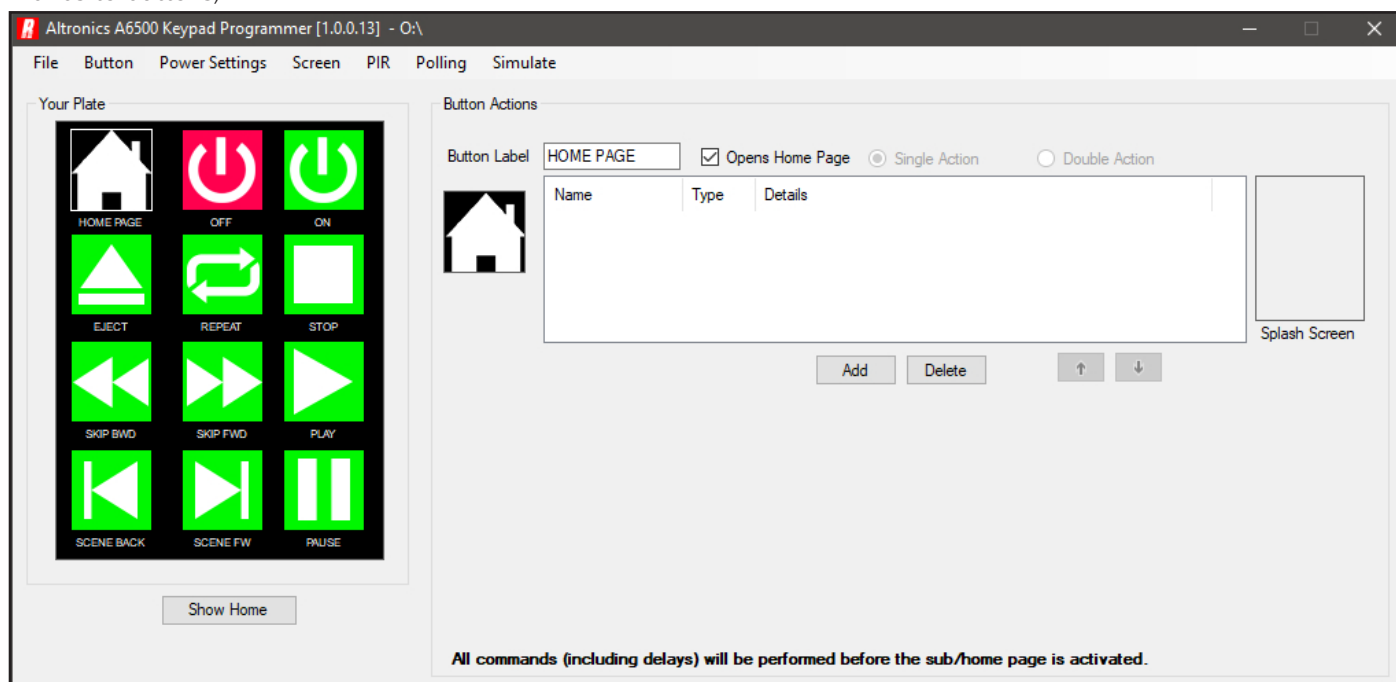 Altronics A6500 Keypad Programmer [1.0.0.13] - O:\
File Button Power Settings Screen PIR Polling Simulate
Your Plate
HOME PAGE OFF ON
EJECT REPEAT STOP
SKIP BWD SKIP FWD PLAY
SCENE BACK SCENE FW PAUSE
Show Home
Button Actions
Button Label HOME PAGE Opens Home Page Single Action Double Action
Name Type Details
Splash Screen
Add Delete
All commands (including delays) will be performed before the sub/home page is activated.